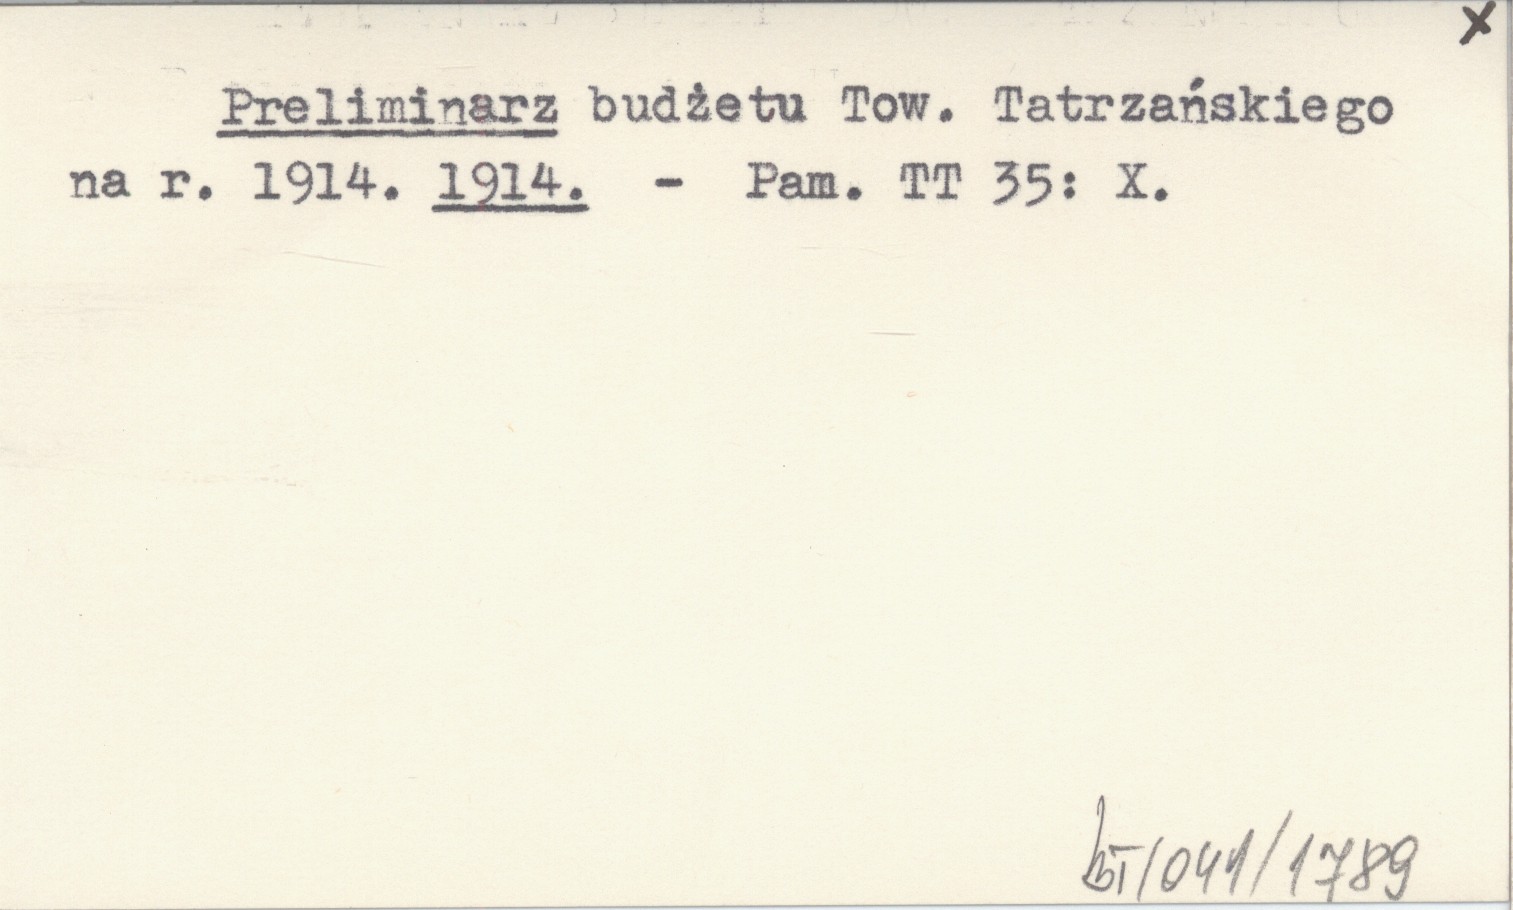 x
Preliminarz budżetu Tow. Tatrzańskiego
na r. 1914. 1914. - Pam. TT 35: X.
bT/041/1789